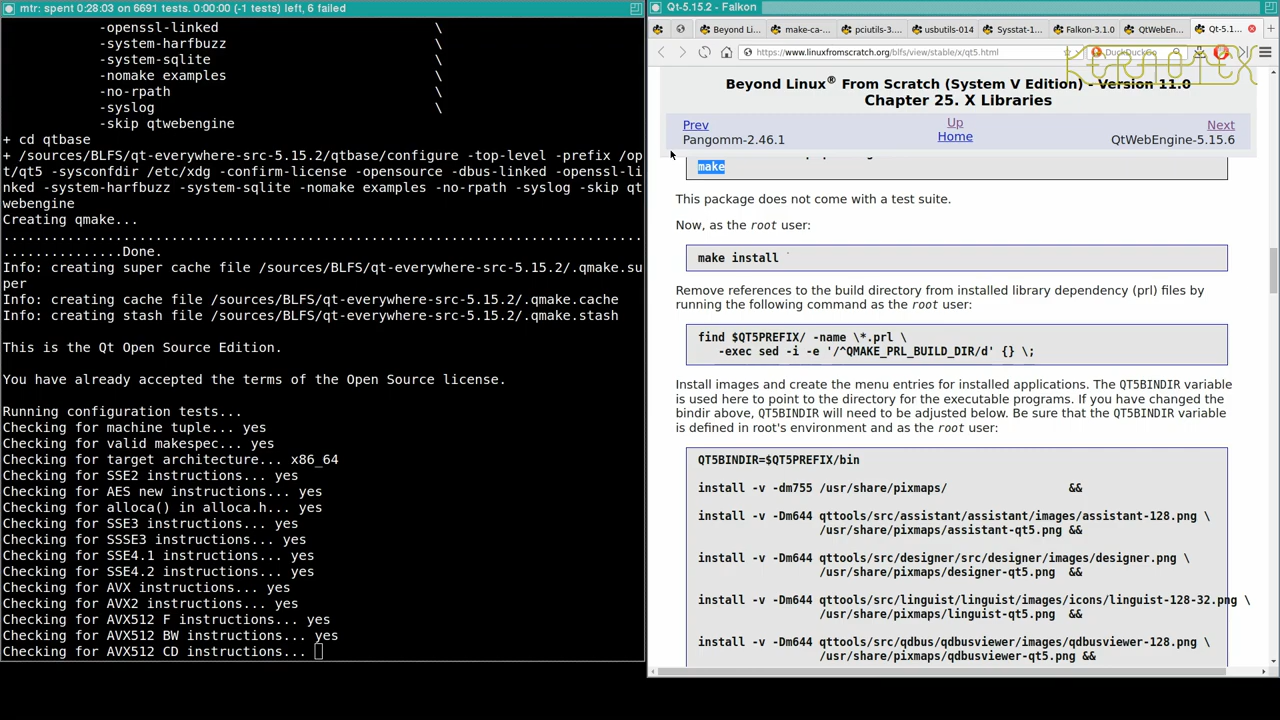 mtr: spent 0:28:03 on 6691 tests. 0:00:00 (-1 tests) left, 6 failed
-openssl-linked \
-system-harfbuzz \
-system-sqlite \
-nomake examples \
-no-rpath \
-syslog \
-skip qtwebengine
+ cd qtbase
+ /sources/BLFS/qt-everywhere-src-5.15.2/qtbase/configure -top-level -prefix /op
t/qt5 -sysconfdir /etc/xdg -confirm-license -opensource -dbus-linked -openssl-li
nked -system-harfbuzz -system-sqlite -nomake examples -no-rpath -syslog -skip qt
webengine
Creating qmake...
................................................................................
...............Done.
Info: creating super cache file /sources/BLFS/qt-everywhere-src-5.15.2/.qmake.su
per
Info: creating cache file /sources/BLFS/qt-everywhere-src-5.15.2/.qmake.cache
Info: creating stash file /sources/BLFS/qt-everywhere-src-5.15.2/.qmake.stash
This is the Qt Open Source Edition.
You have already accepted the terms of the Open Source license.
Running configuration tests...
Checking for machine tuple... yes
Checking for valid makespec... yes
Checking for target architecture... x86_64
Checking for SSE2 instructions... yes
Checking for AES new instructions... yes
Checking for alloca() in alloca.h... yes
Checking for SSE3 instructions... yes
Checking for SSSE3 instructions... yes
Checking for SSE4.1 instructions... yes
Checking for SSE4.2 instructions... yes
Checking for AVX instructions... yes
Checking for AVX2 instructions... yes
Checking for AVX512 F instructions... yes
Checking for AVX512 BW instructions... yes
Checking for AVX512 CD instructions...
Qt-5.15.2 - Falkon
Beyond Li... make-ca-... pciutils-3... usbutils-014 Sysstat-1... Falkon-3.1.0 QtWebEn... Qt-5.1...
https://www.linuxfromscratch.org/blfs/view/stable/x/qt5.html DuckDuckGo
KERNOTEX
Beyond Linux® From Scratch (System V Edition) - Version 11.0
Chapter 25. X Libraries
Prev Up Next
Pangomm-2.46.1 Home QtWebEngine-5.15.6
make
This package does not come with a test suite.
Now, as the root user:
make install
Remove references to the build directory from installed library dependency (prl) files by
running the following command as the root user:
find $QT5PREFIX/ -name \*.prl \
-exec sed -i -e '/^QMAKE_PRL_BUILD_DIR/d' {} \;
Install images and create the menu entries for installed applications. The QT5BINDIR variable
is used here to point to the directory for the executable programs. If you have changed the
bindir above, QT5BINDIR will need to be adjusted below. Be sure that the QT5BINDIR variable
is defined in root's environment and as the root user:
QT5BINDIR=$QT5PREFIX/bin
install -v -dm755 /usr/share/pixmaps/ &&
install -v -Dm644 qttools/src/assistant/assistant/images/assistant-128.png \
/usr/share/pixmaps/assistant-qt5.png &&
install -v -Dm644 qttools/src/designer/src/designer/images/designer.png \
/usr/share/pixmaps/designer-qt5.png &&
install -v -Dm644 qttools/src/linguist/linguist/images/icons/linguist-128-32.png \
/usr/share/pixmaps/linguist-qt5.png &&
install -v -Dm644 qttools/src/qdbus/qdbusviewer/images/qdbusviewer-128.png \
/usr/share/pixmaps/qdbusviewer-qt5.png &&